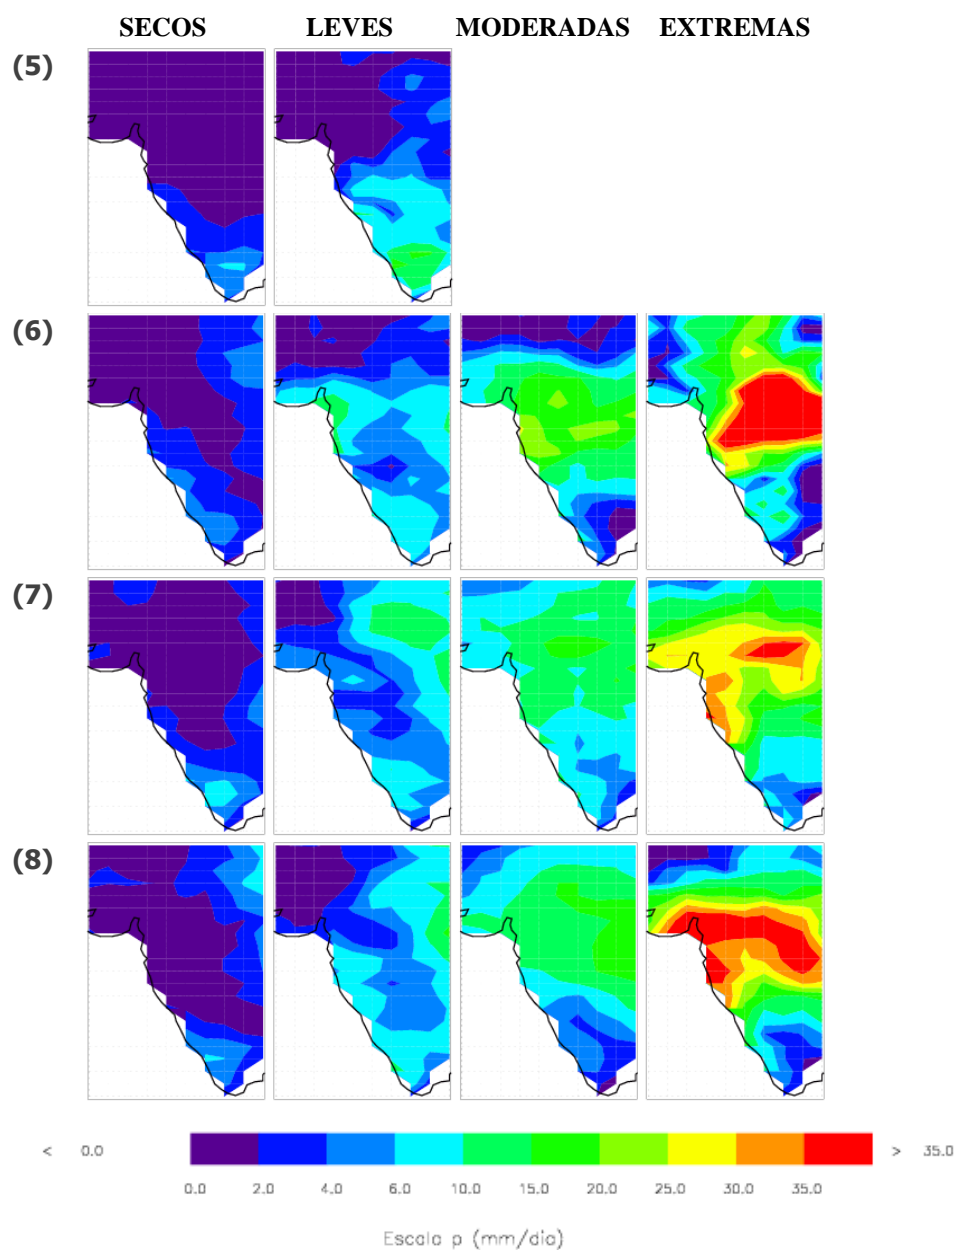 SECOS LEVES MODERADAS EXTREMAS
(5)
(6)
(7)
(8)
< 0.0 > 35.0
0.0 2.0 4.0 6.0 10.0 15.0 20.0 25.0 30.0 35.0
Escala p (mm/dia)